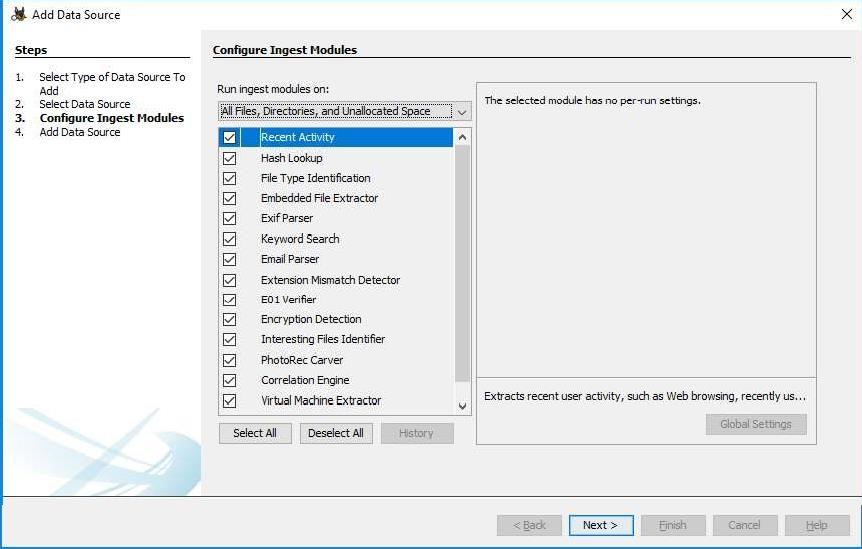 Add Data Source
Steps
1. Select Type of Data Source To
Add
2. Select Data Source
3. Configure Ingest Modules
4. Add Data Source
Configure Ingest Modules
Run ingest modules on:
All Files, Directories, and Unallocated Space
Recent Activity
Hash Lookup
File Type Identification
Embedded File Extractor
Exif Parser
Keyword Search
Email Parser
Extension Mismatch Detector
E01 Verifier
Encryption Detection
Interesting Files Identifier
PhotoRec Carver
Correlation Engine
Virtual Machine Extractor
Select All
Deselect All
History
The selected module has no per-run settings.
Extracts recent user activity, such as Web browsing, recently us...
Global Settings
< Back
Next >
Finish
Cancel
Help